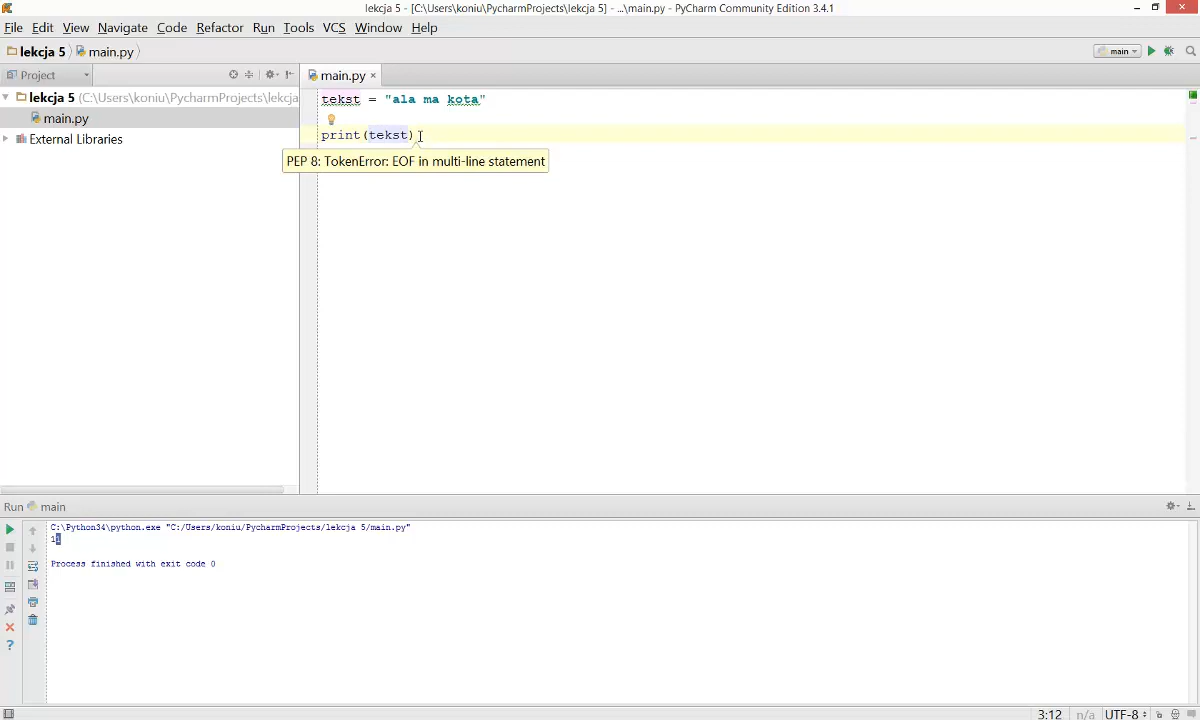 lekcja 5 - [C:\Users\koniu\PycharmProjects\lekcja 5] - ...\main.py - PyCharm Community Edition 3.4.1
File Edit View Navigate Code Refactor Run Tools VCS Window Help
lekcja 5 main.py main
Project main.py
lekcja 5 (C:\Users\koniu\PycharmProjects\lekcja
main.py
External Libraries
tekst = "ala ma kota"
print(tekst)
PEP 8: TokenError: EOF in multi-line statement
Run main
C:\Python34\python.exe "C:/Users/koniu/PycharmProjects/lekcja 5/main.py"
11
Process finished with exit code 0
3:12 n/a UTF-8